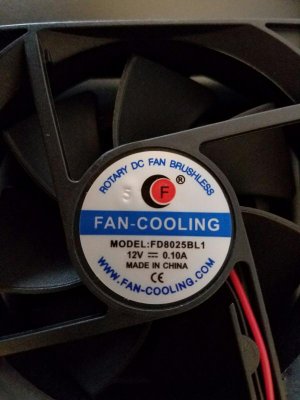 ROTARY DC FAN BRUSHLESS
S F ®
FAN-COOLING
MODEL:FD8025BL1
12V ⎓ 0.10A
MADE IN CHINA
CE
WWW.FAN-COOLING.COM